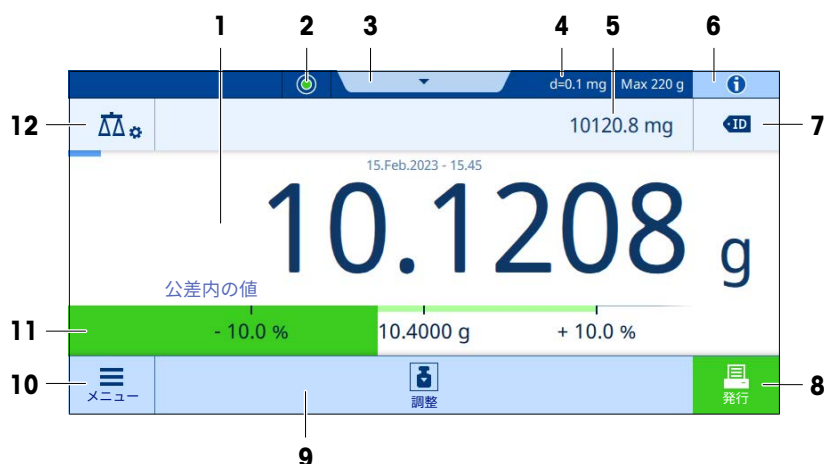 1 2 3 4 5 6
d=0.1 mg Max 220 g
12 10120.8 mg ID 7
15.Feb.2023 - 15.45
10.1208 g
公差内の値
11 - 10.0 % 10.4000 g + 10.0 %
10 メニュー 調整 発行 8
9